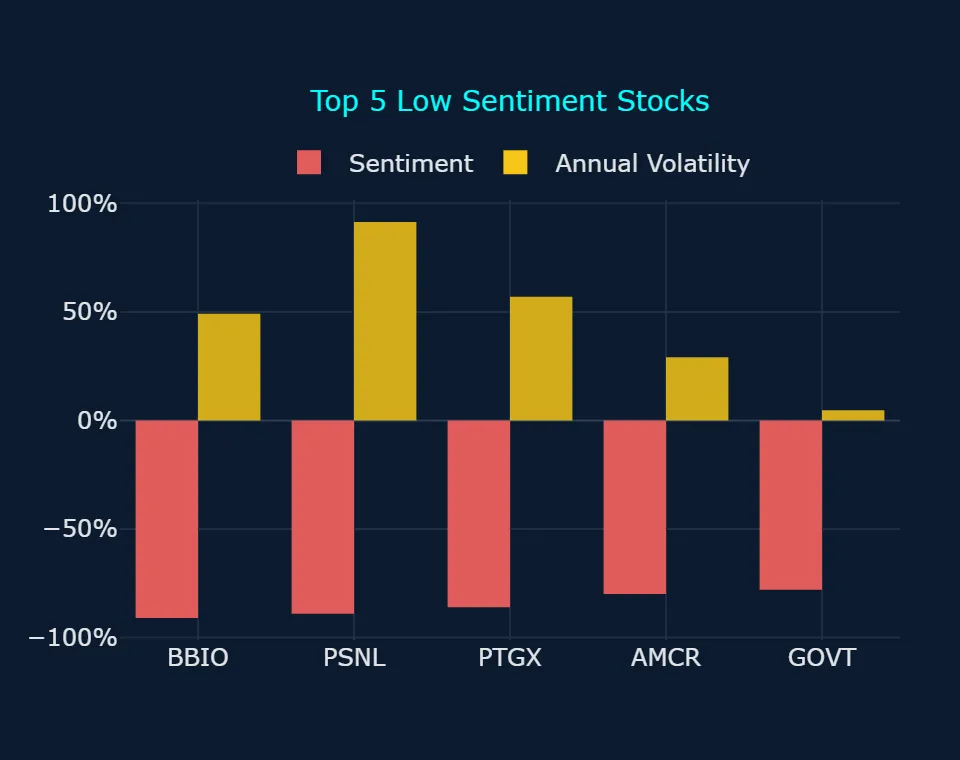 Top 5 Low Sentiment Stocks
Sentiment Annual Volatility
100%
50%
0%
−50%
−100%
BBIO PSNL PTGX AMCR GOVT